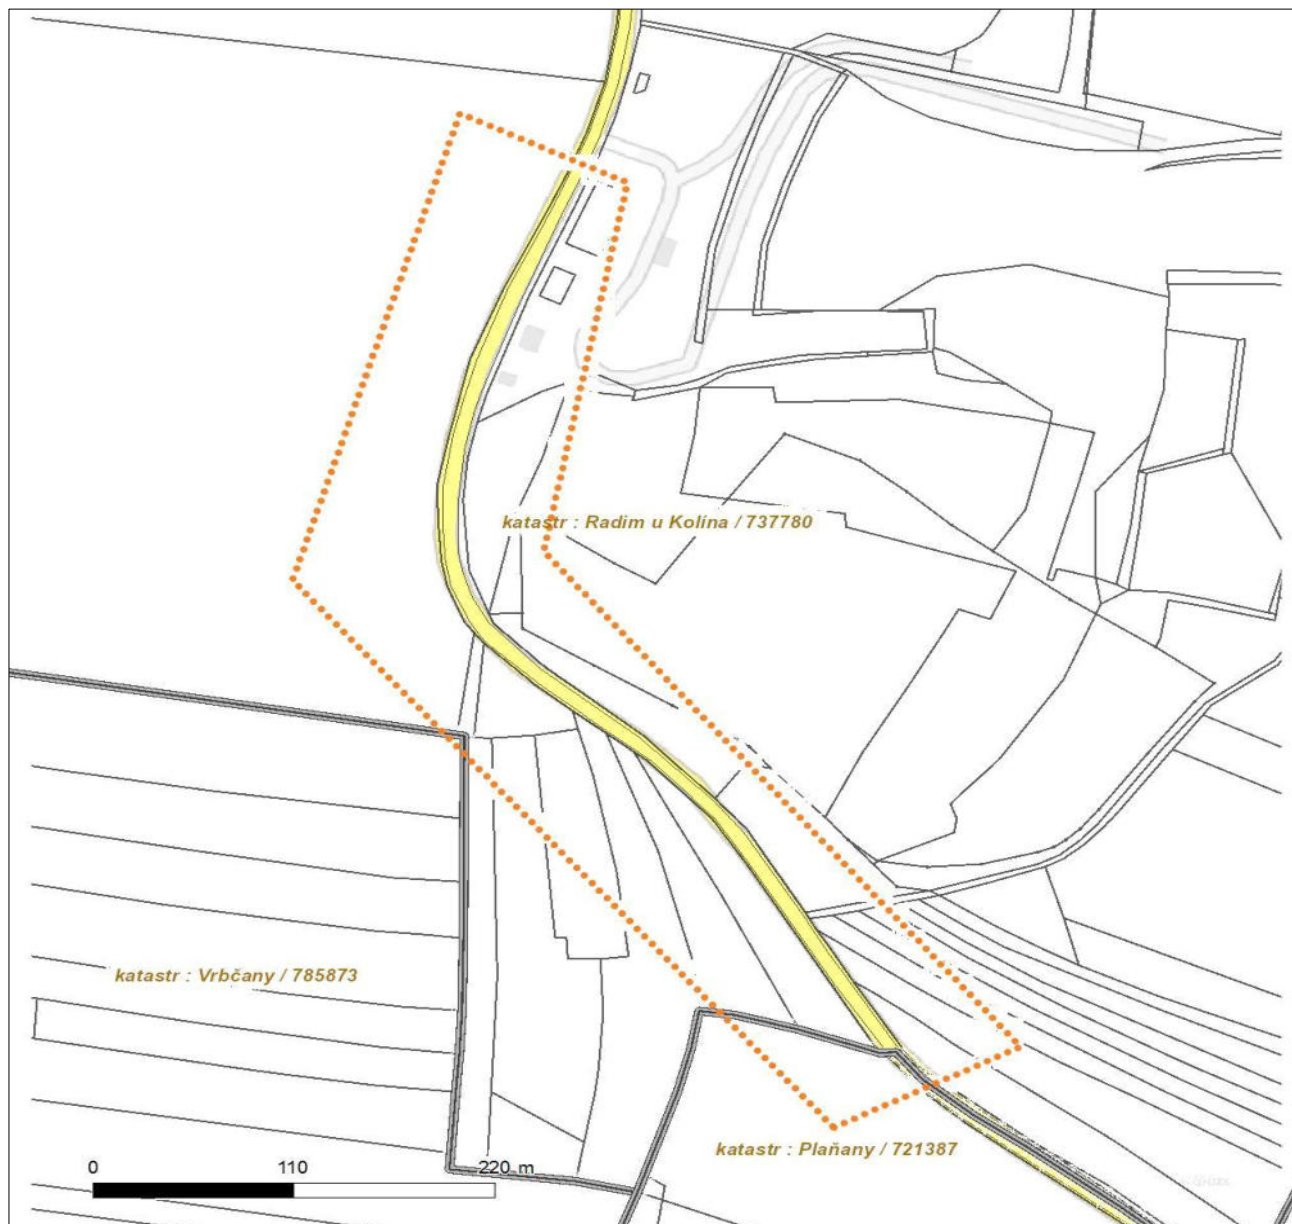 katastr : Radim u Kolína / 737780
katastr : Vrbčany / 785873
katastr : Plaňany / 721387
0 110 220 m